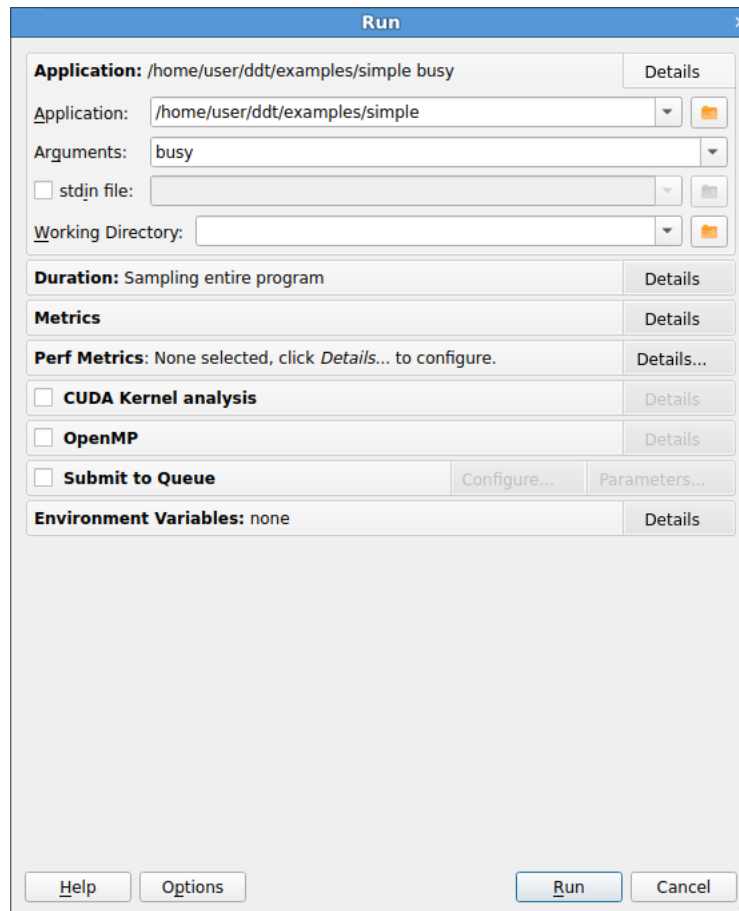 Run
Application: /home/user/ddt/examples/simple busy Details
Application: /home/user/ddt/examples/simple
Arguments: busy
stdin file:
Working Directory:
Duration: Sampling entire program Details
Metrics Details
Perf Metrics: None selected, click Details... to configure. Details...
CUDA Kernel analysis Details
OpenMP Details
Submit to Queue Configure... Parameters...
Environment Variables: none Details
Help Options Run Cancel